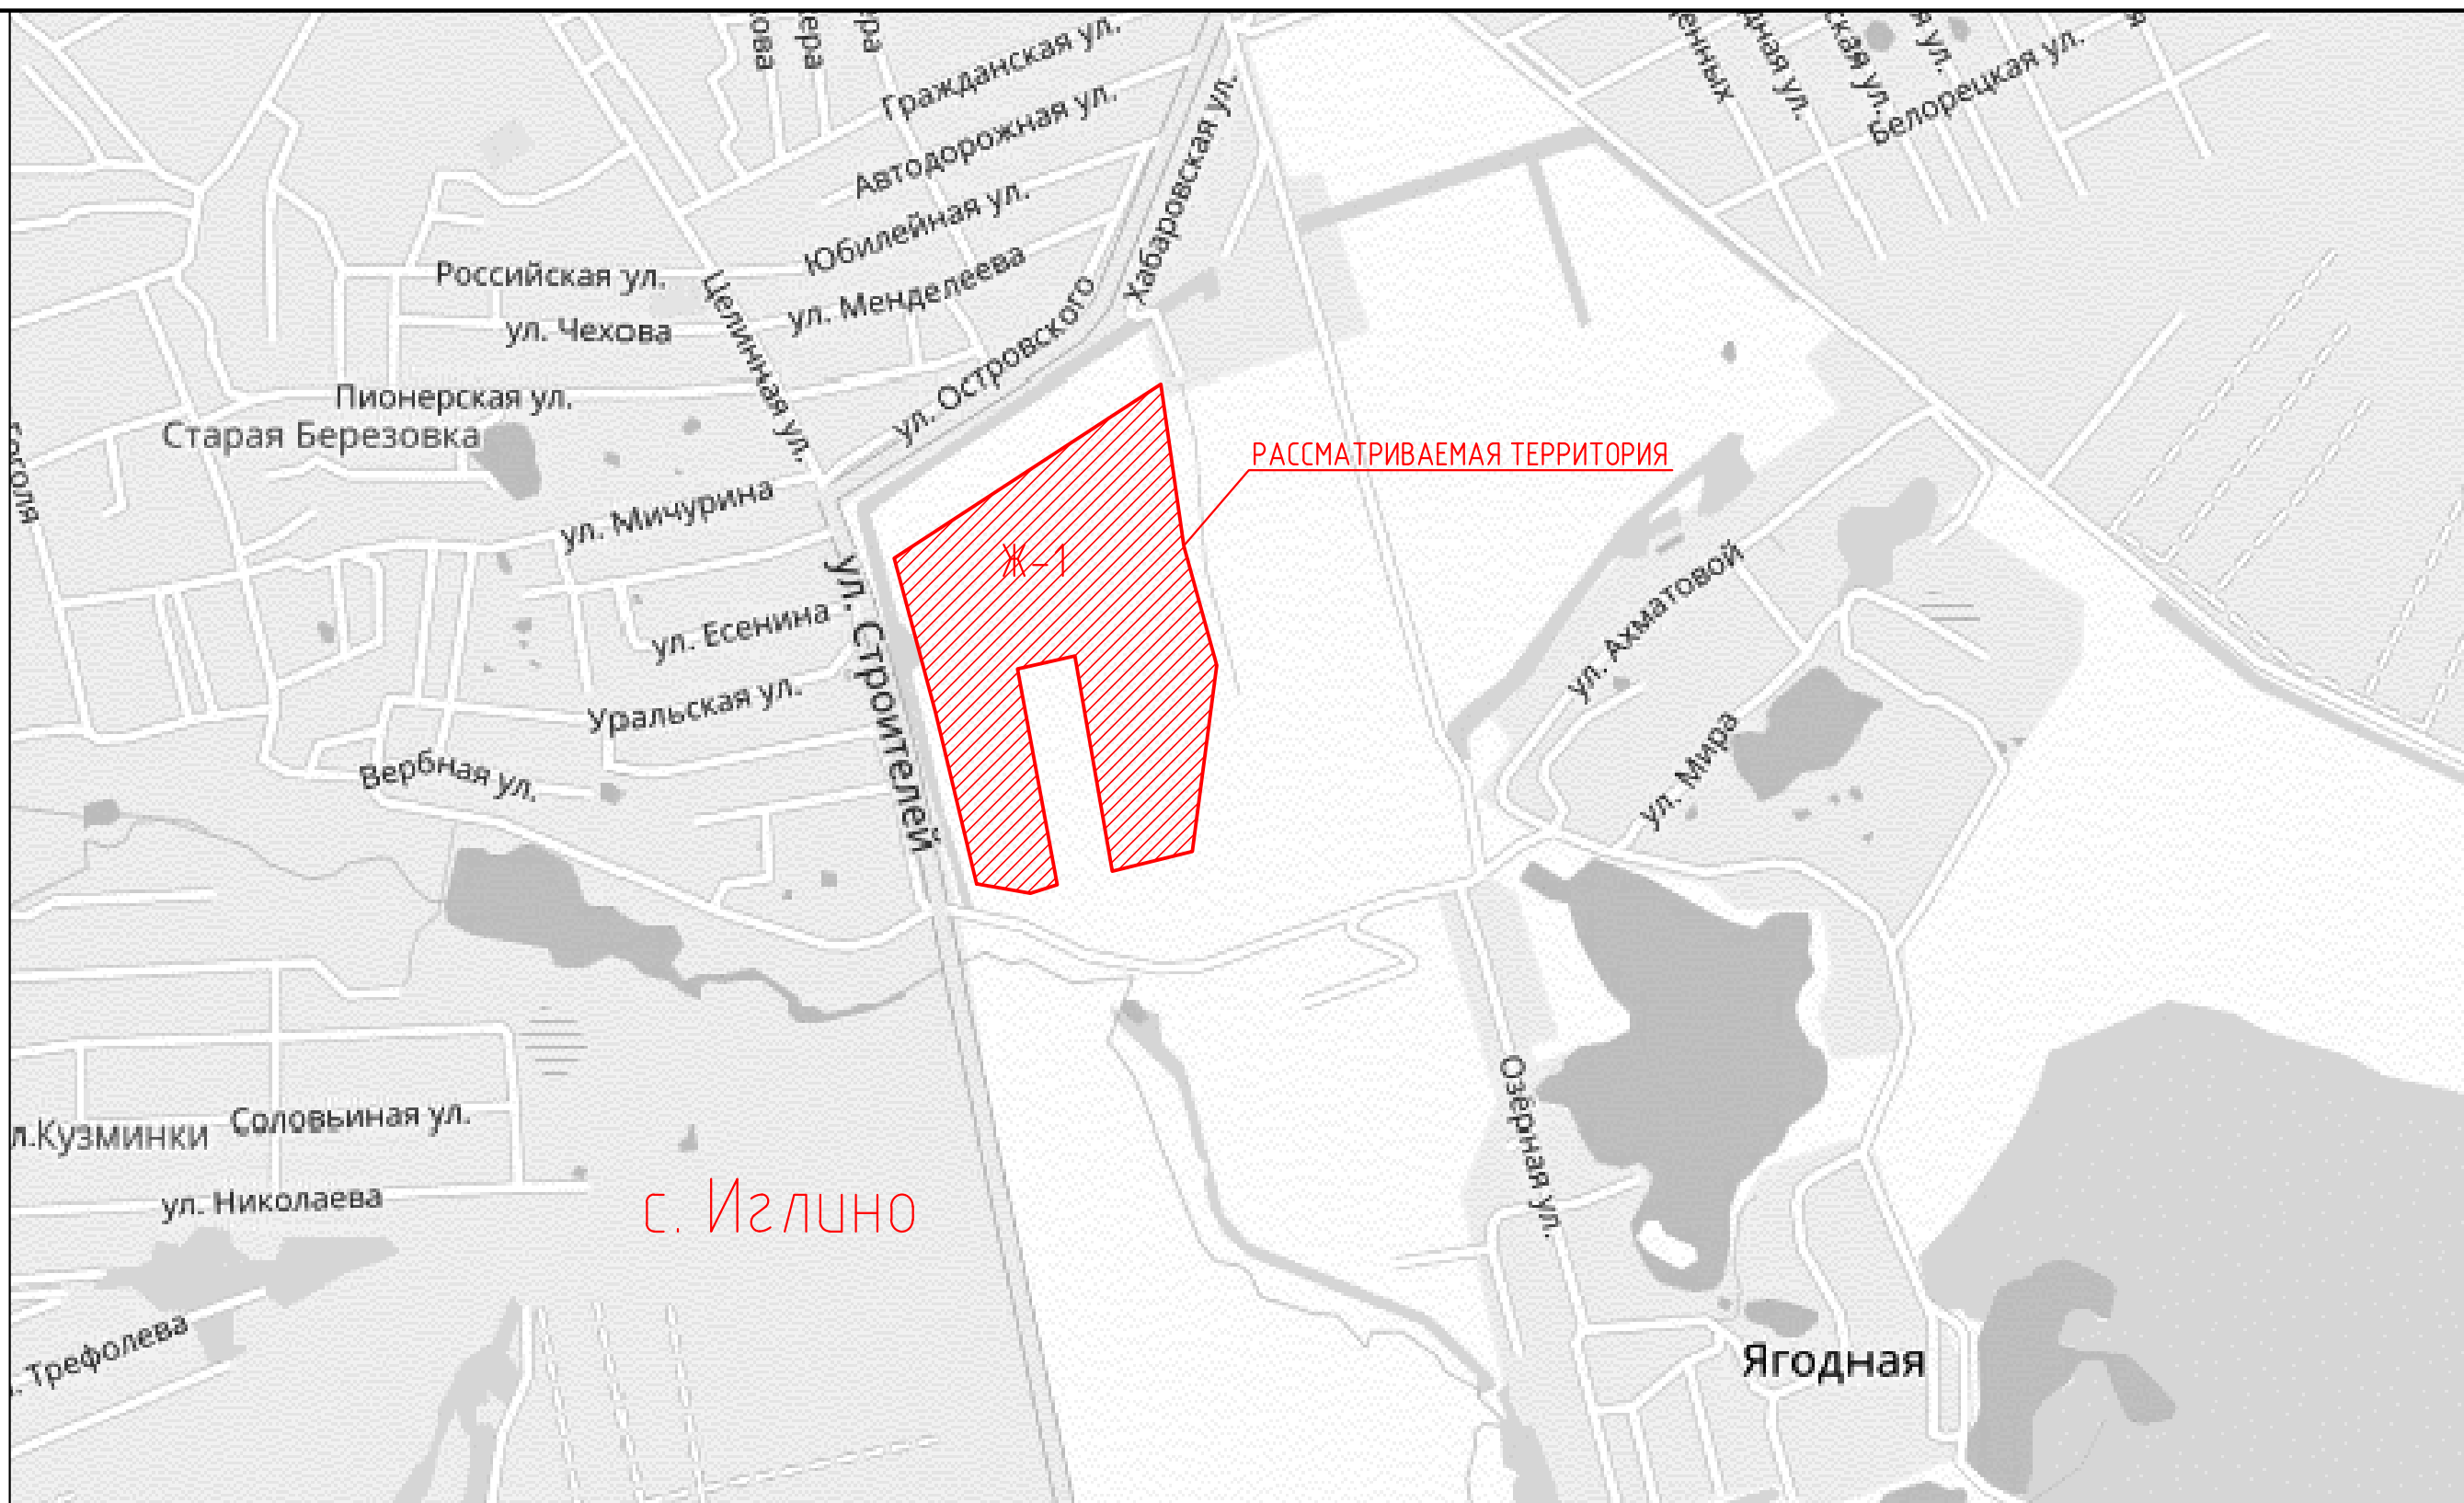 Гражданская ул.
Автодорожная ул.
Белорецкая ул.
Хабаровская ул.
Юбилейная ул.
Российская ул.
ул. Менделеева
ул. Чехова
Целинная ул.
ул. Островского
Пионерская ул.
Старая Березовка
РАССМАТРИВАЕМАЯ ТЕРРИТОРИЯ
ул. Мичурина
Ж-1
ул. Ахматовой
ул. Есенина
ул. Строителей
Уральская ул.
ул. Мира
Вербная ул.
Соловьиная ул.
л.Кузминки
Озёрная ул.
ул. Николаева
с. Иглино
. Трефолева
Ягодная